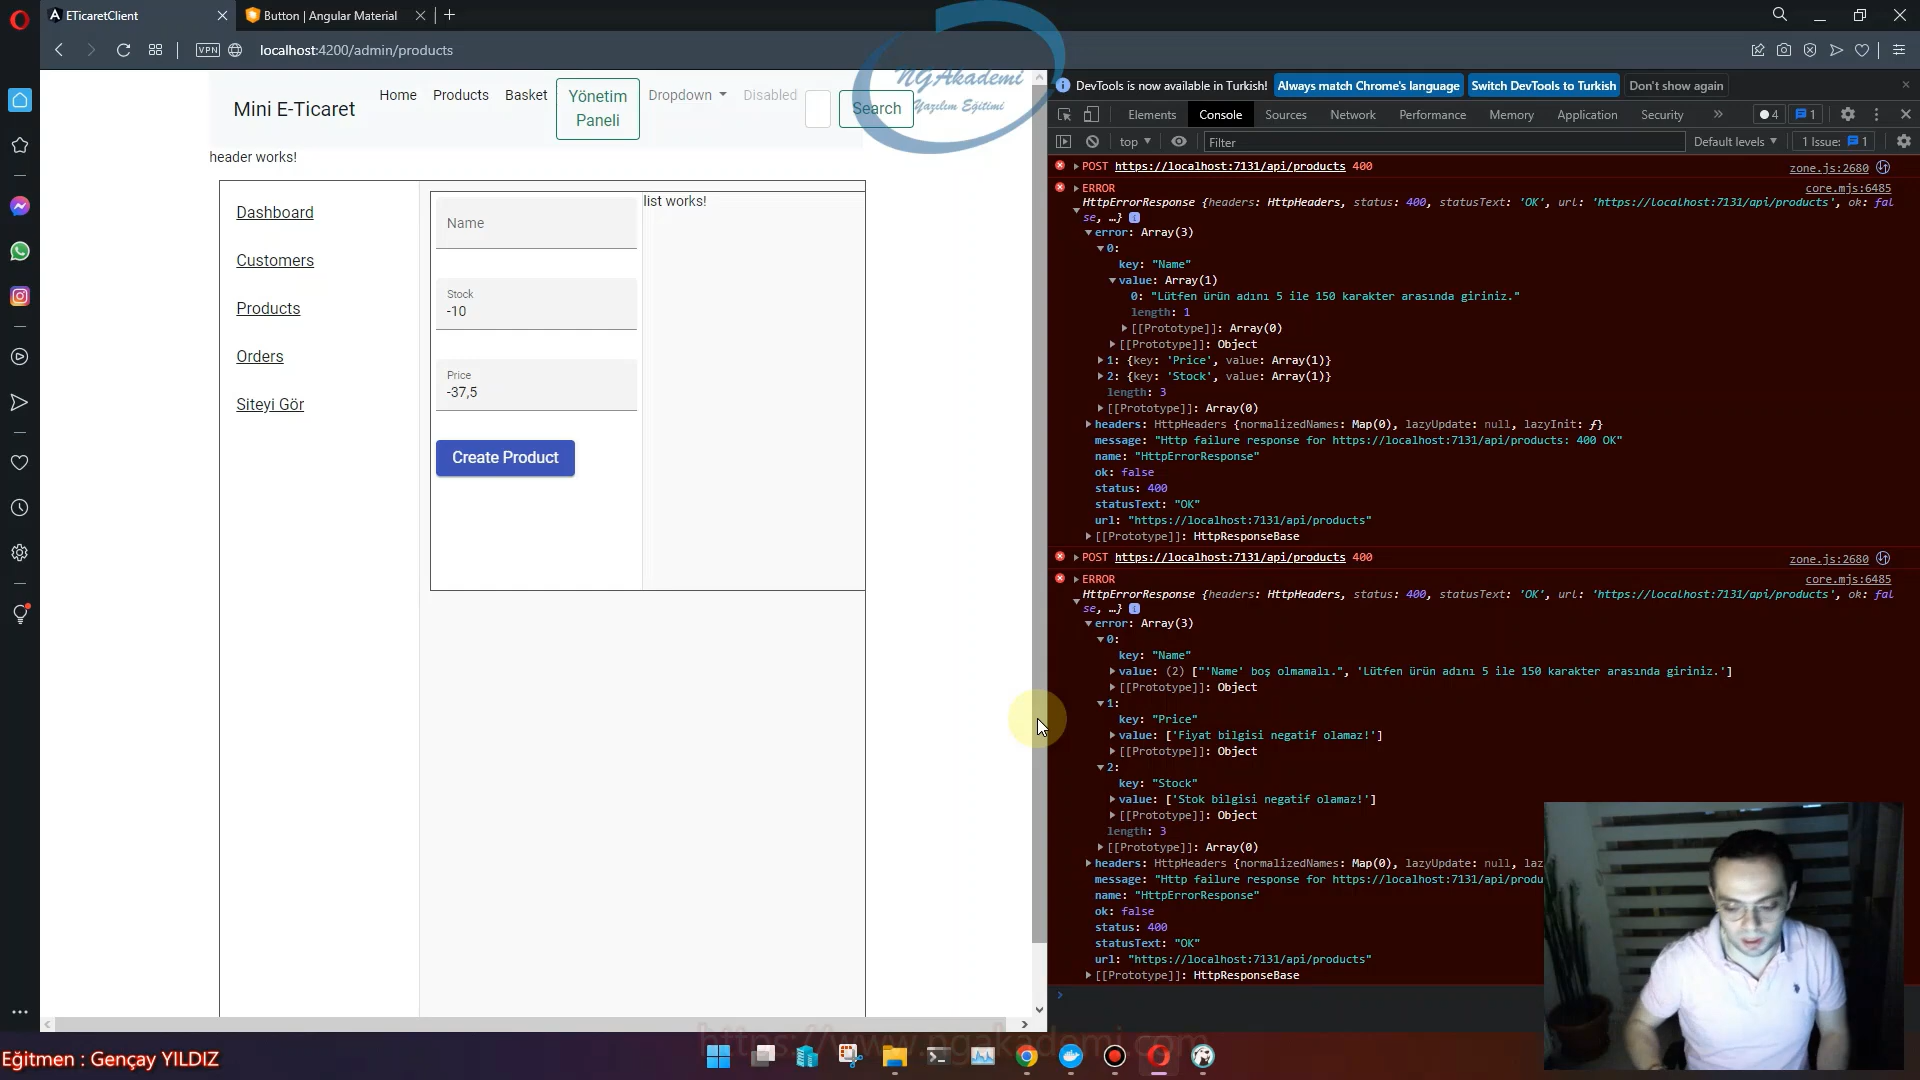 ETicaretClient
Button | Angular Material
VPN
localhost:4200/admin/products
NGAkademi
Yazılım Eğitimi
Mini E-Ticaret
Home
Products
Basket
Yönetim
Paneli
Dropdown
Disabled
Search
header works!
Dashboard
Customers
Products
Orders
Siteyi Gör
Name
list works!
Stock
-10
Price
-37,5
Create Product
DevTools is now available in Turkish!
Always match Chrome's language
Switch DevTools to Turkish
Don't show again
Elements
Console
Sources
Network
Performance
Memory
Application
Security
4
1
top
Filter
Default levels
1 Issue: 1
POST https://localhost:7131/api/products 400 zone.js:2680
ERROR core.mjs:6485
HttpErrorResponse {headers: HttpHeaders, status: 400, statusText: 'OK', url: 'https://localhost:7131/api/products', ok: fal
se, …}
error: Array(3)
0:
key: "Name"
value: Array(1)
0: "Lütfen ürün adını 5 ile 150 karakter arasında giriniz."
length: 1
[[Prototype]]: Array(0)
[[Prototype]]: Object
1: {key: 'Price', value: Array(1)}
2: {key: 'Stock', value: Array(1)}
length: 3
[[Prototype]]: Array(0)
headers: HttpHeaders {normalizedNames: Map(0), lazyUpdate: null, lazyInit: ƒ}
message: "Http failure response for https://localhost:7131/api/products: 400 OK"
name: "HttpErrorResponse"
ok: false
status: 400
statusText: "OK"
url: "https://localhost:7131/api/products"
[[Prototype]]: HttpResponseBase
POST https://localhost:7131/api/products 400 zone.js:2680
ERROR core.mjs:6485
HttpErrorResponse {headers: HttpHeaders, status: 400, statusText: 'OK', url: 'https://localhost:7131/api/products', ok: fal
se, …}
error: Array(3)
0:
key: "Name"
value: (2) ["'Name' boş olmamalı.", 'Lütfen ürün adını 5 ile 150 karakter arasında giriniz.']
[[Prototype]]: Object
1:
key: "Price"
value: ['Fiyat bilgisi negatif olamaz!']
[[Prototype]]: Object
2:
key: "Stock"
value: ['Stok bilgisi negatif olamaz!']
[[Prototype]]: Object
length: 3
[[Prototype]]: Array(0)
headers: HttpHeaders {normalizedNames: Map(0), lazyUpdate: null, laz
message: "Http failure response for https://localhost:7131/api/produ
name: "HttpErrorResponse"
ok: false
status: 400
statusText: "OK"
url: "https://localhost:7131/api/products"
[[Prototype]]: HttpResponseBase
Eğitmen : Gençay YILDIZ